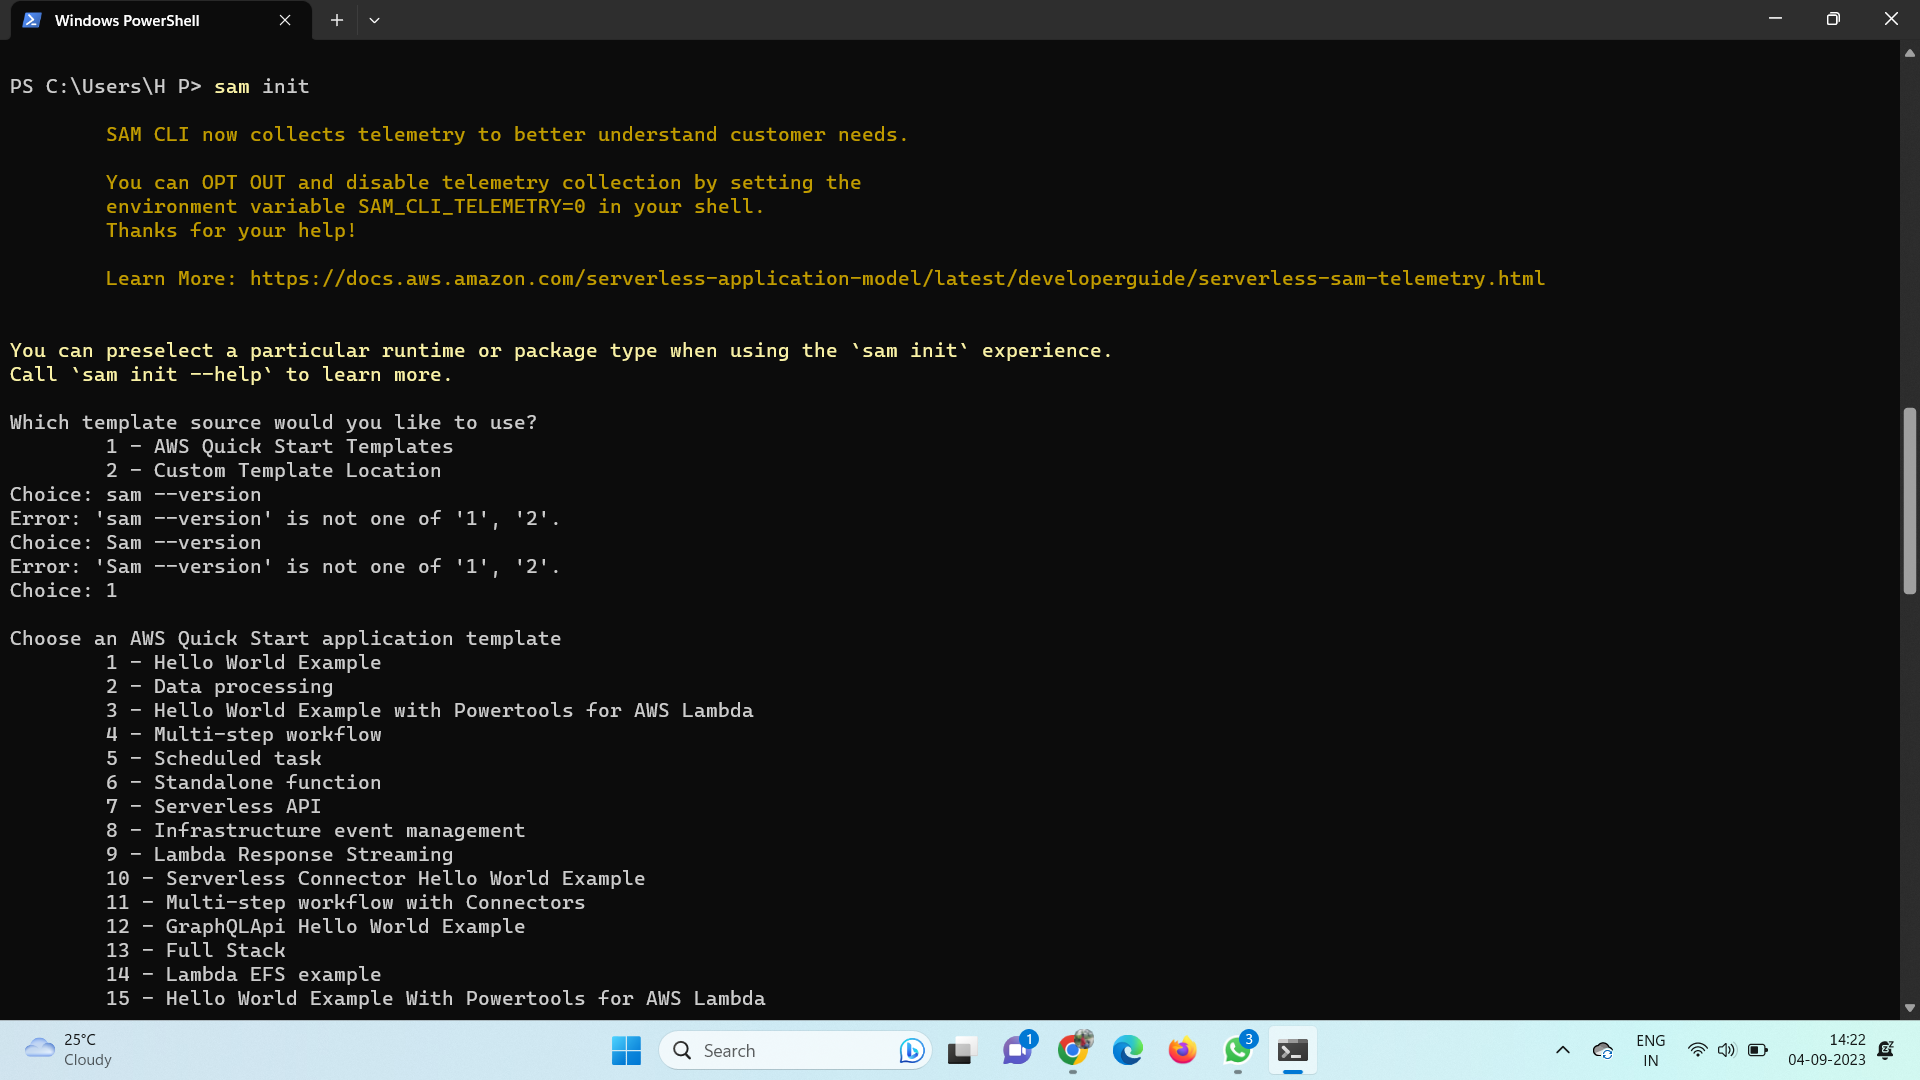 Windows PowerShell
PS C:\Users\H P> sam init
SAM CLI now collects telemetry to better understand customer needs.
You can OPT OUT and disable telemetry collection by setting the
environment variable SAM_CLI_TELEMETRY=0 in your shell.
Thanks for your help!
Learn More: https://docs.aws.amazon.com/serverless-application-model/latest/developerguide/serverless-sam-telemetry.html
You can preselect a particular runtime or package type when using the `sam init` experience.
Call `sam init --help` to learn more.
Which template source would you like to use?
1 - AWS Quick Start Templates
2 - Custom Template Location
Choice: sam --version
Error: 'sam --version' is not one of '1', '2'.
Choice: Sam --version
Error: 'Sam --version' is not one of '1', '2'.
Choice: 1
Choose an AWS Quick Start application template
1 - Hello World Example
2 - Data processing
3 - Hello World Example with Powertools for AWS Lambda
4 - Multi-step workflow
5 - Scheduled task
6 - Standalone function
7 - Serverless API
8 - Infrastructure event management
9 - Lambda Response Streaming
10 - Serverless Connector Hello World Example
11 - Multi-step workflow with Connectors
12 - GraphQLApi Hello World Example
13 - Full Stack
14 - Lambda EFS example
15 - Hello World Example With Powertools for AWS Lambda
25°C
Cloudy
Search
1
3
ENG
IN
14:22
04-09-2023